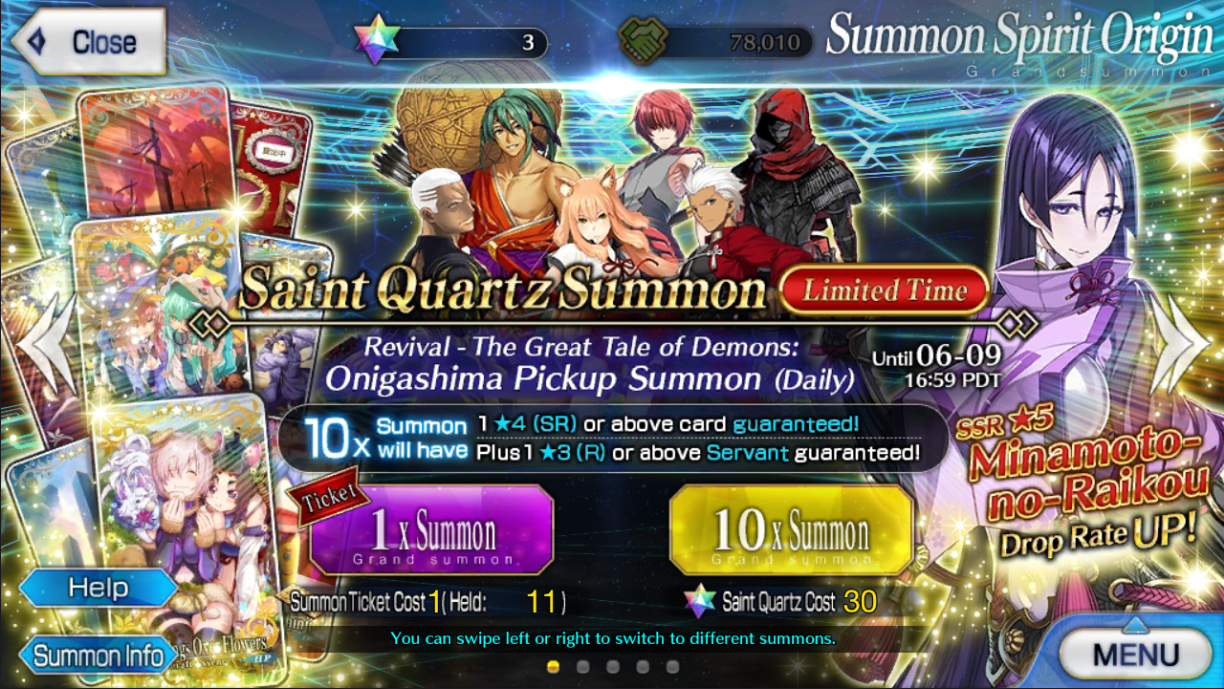 Close
3
78,010
Summon Spirit Origin
Grand summon
Saint Quartz Summon
Limited Time
Revival - The Great Tale of Demons:
Onigashima Pickup Summon (Daily)
Until 06-09
16:59 PDT
10x Summon will have
1 ★4 (SR) or above card guaranteed!
Plus 1 ★3 (R) or above Servant guaranteed!
SSR ★5
Minamoto-
no-Raikou
Drop Rate UP!
Ticket
1 x Summon
Grand summon
10 x Summon
Grand summon
Summon Ticket Cost 1 ( Held: 11 )
Saint Quartz Cost 30
You can swipe left or right to switch to different summons.
Help
Summon Info
Flowers
MENU